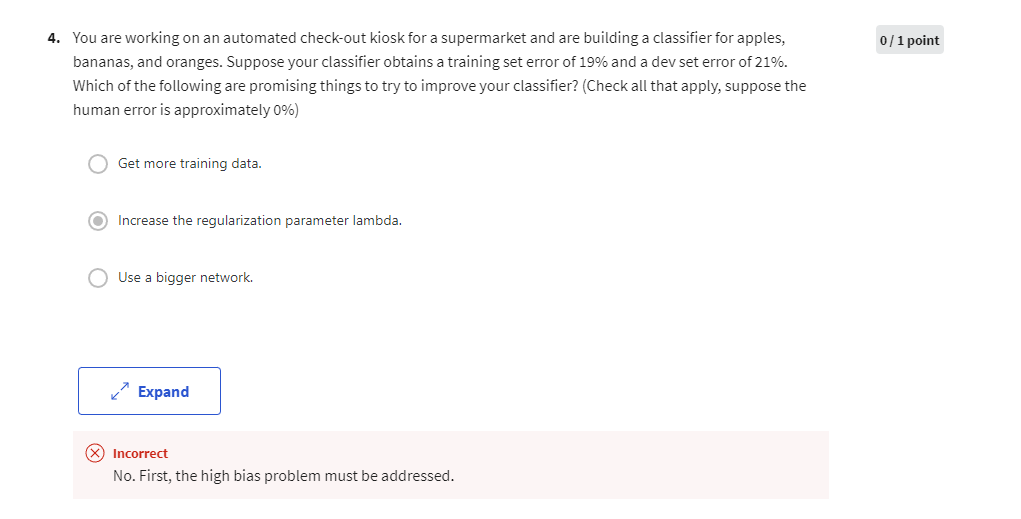 4. You are working on an automated check-out kiosk for a supermarket and are building a classifier for apples,
0 / 1 point
bananas, and oranges. Suppose your classifier obtains a training set error of 19% and a dev set error of 21%.
Which of the following are promising things to try to improve your classifier? (Check all that apply, suppose the
human error is approximately 0%)
Get more training data.
Increase the regularization parameter lambda.
Use a bigger network.
Expand
Incorrect
No. First, the high bias problem must be addressed.